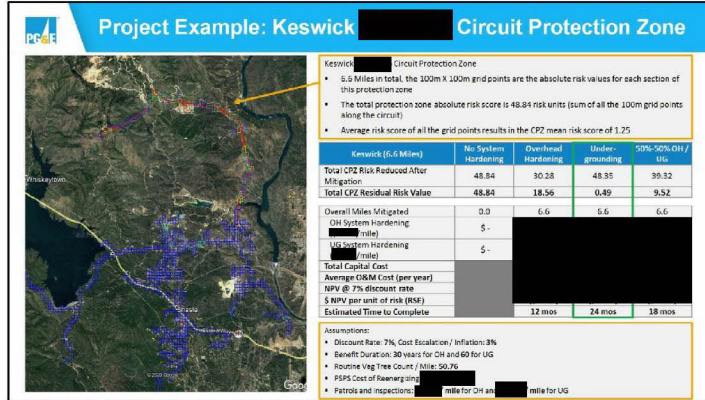 PG&E
Project Example: Keswick Circuit Protection Zone
Keswick Circuit Protection Zone
6.6 Miles in total, the 100m X 100m grid points are the absolute risk values for each section of
this protection zone
The total protection zone absolute risk score is 48.84 risk units (sum of all the 100m grid points
along the circuit)
Average risk score of all the grid points results in the CPZ mean risk score of 1.25
Keswick (6.6 Miles) No System Hardening Overhead Hardening Under-grounding 50%-50% OH / UG
Total CPZ Risk Reduced After Mitigation 48.84 30.28 48.35 39.32
Total CPZ Residual Risk Value 48.84 18.56 0.49 9.52
Overall Miles Mitigated 0.0 6.6 6.6 6.6
OH System Hardening /mile) $ -
UG System Hardening /mile) $ -
Total Capital Cost
Average O&M Cost (per year)
NPV @ 7% discount rate
$ NPV per unit of risk (RSE)
Estimated Time to Complete 12 mos 24 mos 18 mos
Assumptions:
Discount Rate: 7%, Cost Escalation / Inflation: 3%
Benefit Duration: 30 years for OH and 60 for UG
Routine Veg Tree Count / Mile: 50.76
PSPS Cost of Reenergizing
Patrols and Inspections: mile for OH and mile for UG
Whiskeytown
Shasta
Goog